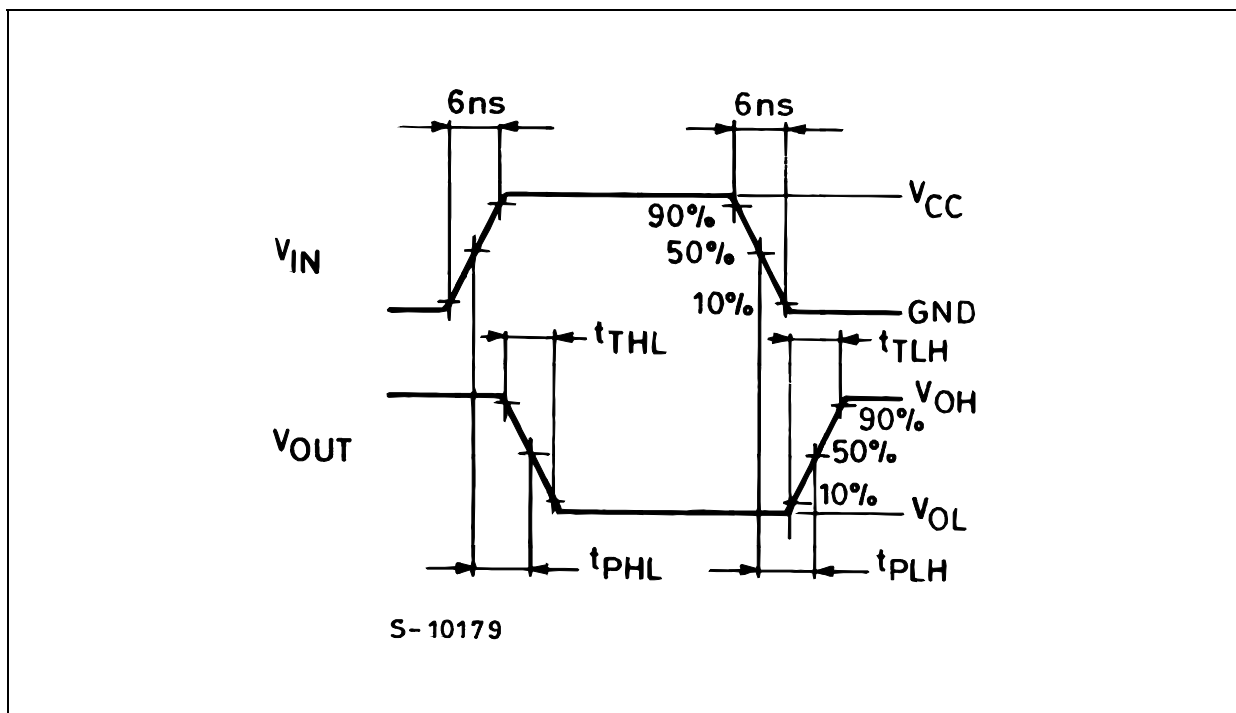 6ns 6ns
VCC
90%
VIN
50%
10%
GND
tTHL tTLH
VOH
90%
VOUT
50%
10%
VOL
tPHL tPLH
S-10179